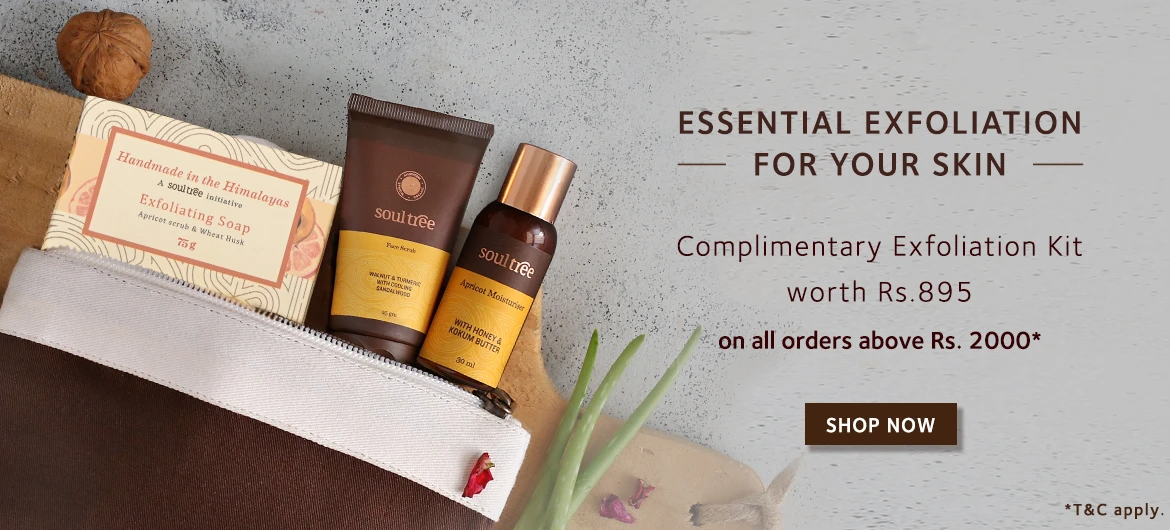 Handmade in the Himalayas
A soultree initiative
Exfoliating Soap
Apricot scrub & Wheat Husk
75 g
soultree
Face Scrub
WALNUT & TURMERIC
WITH COOLING
SANDALWOOD
soultree
Apricot Moisturiser
WITH HONEY &
KOKUM BUTTER
30 ml
ESSENTIAL EXFOLIATION
FOR YOUR SKIN
Complimentary Exfoliation Kit
worth Rs.895
on all orders above Rs. 2000*
SHOP NOW
*T&C apply.